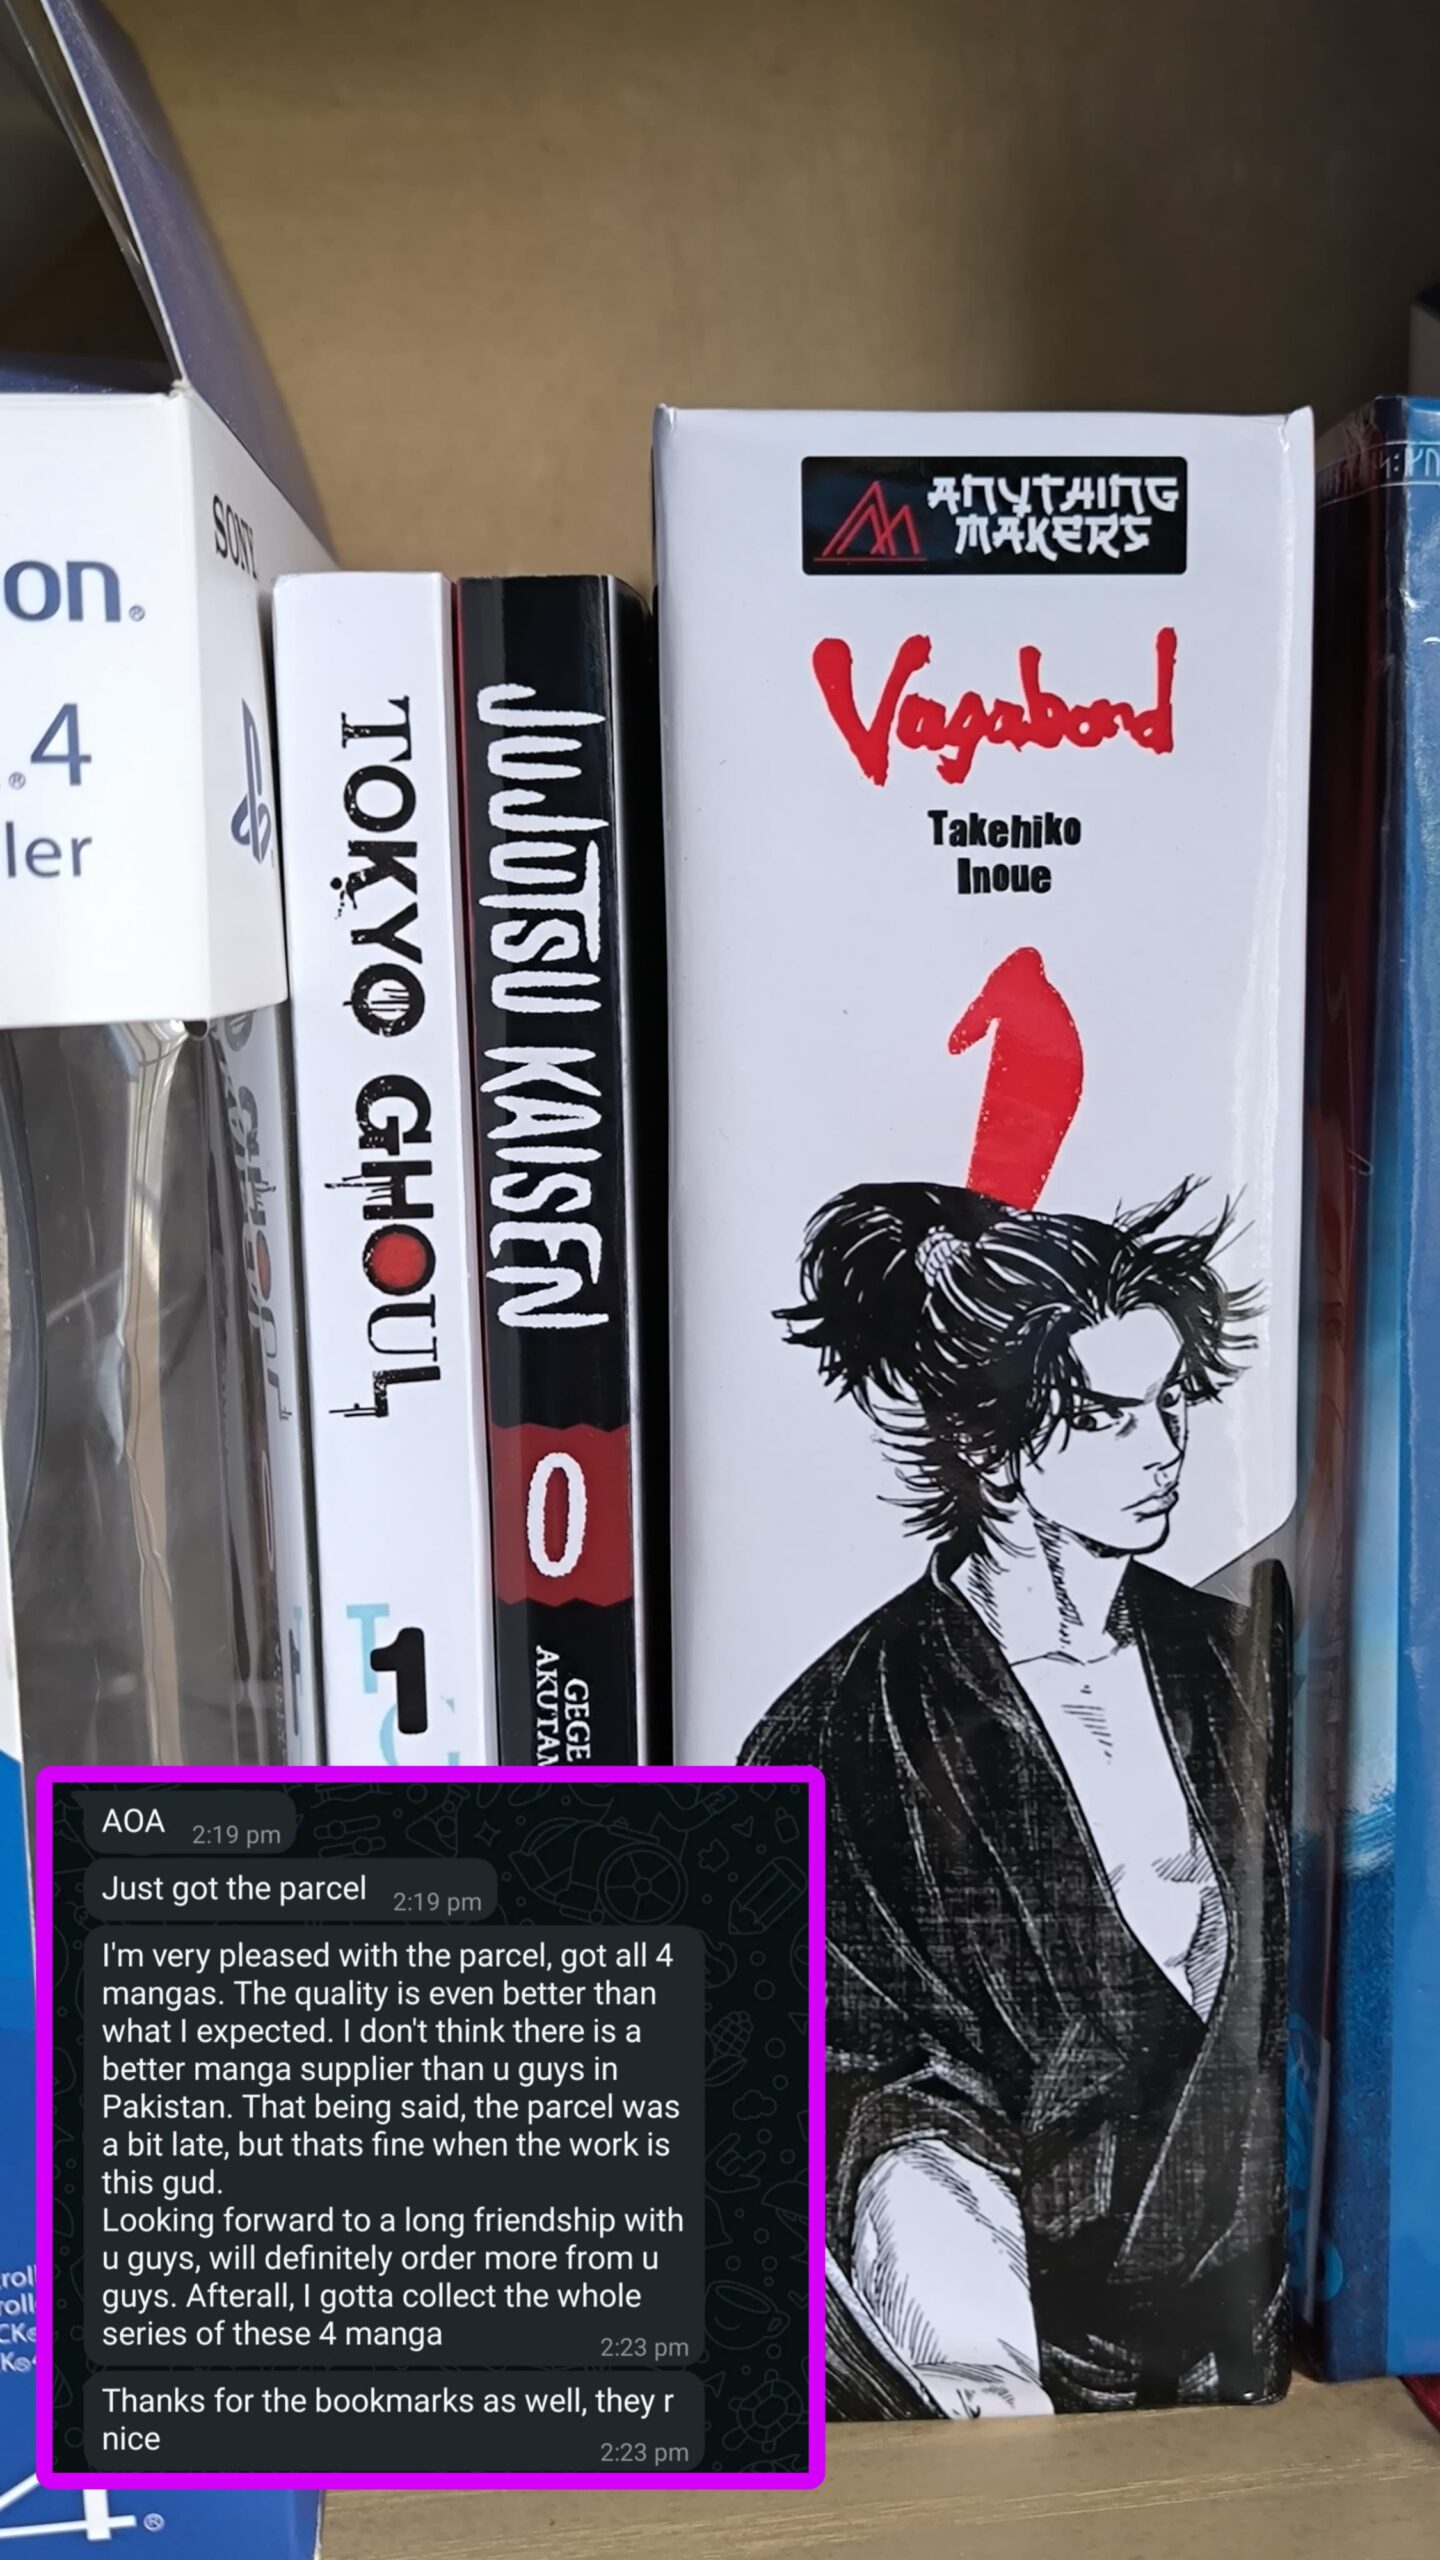 on®
SONY
®4
ler
TOKYO GHOUL
1
JUJUTSU KAISEN
0
GEGE
ANYTHING
MAKERS
Vagabond
Takehiko
Inoue
1
AOA 2:19 pm
Just got the parcel 2:19 pm
I'm very pleased with the parcel, got all 4
mangas. The quality is even better than
what I expected. I don't think there is a
better manga supplier than u guys in
Pakistan. That being said, the parcel was
a bit late, but thats fine when the work is
this gud.
Looking forward to a long friendship with
u guys, will definitely order more from u
guys. Afterall, I gotta collect the whole
series of these 4 manga 2:23 pm
Thanks for the bookmarks as well, they r
nice 2:23 pm
4®